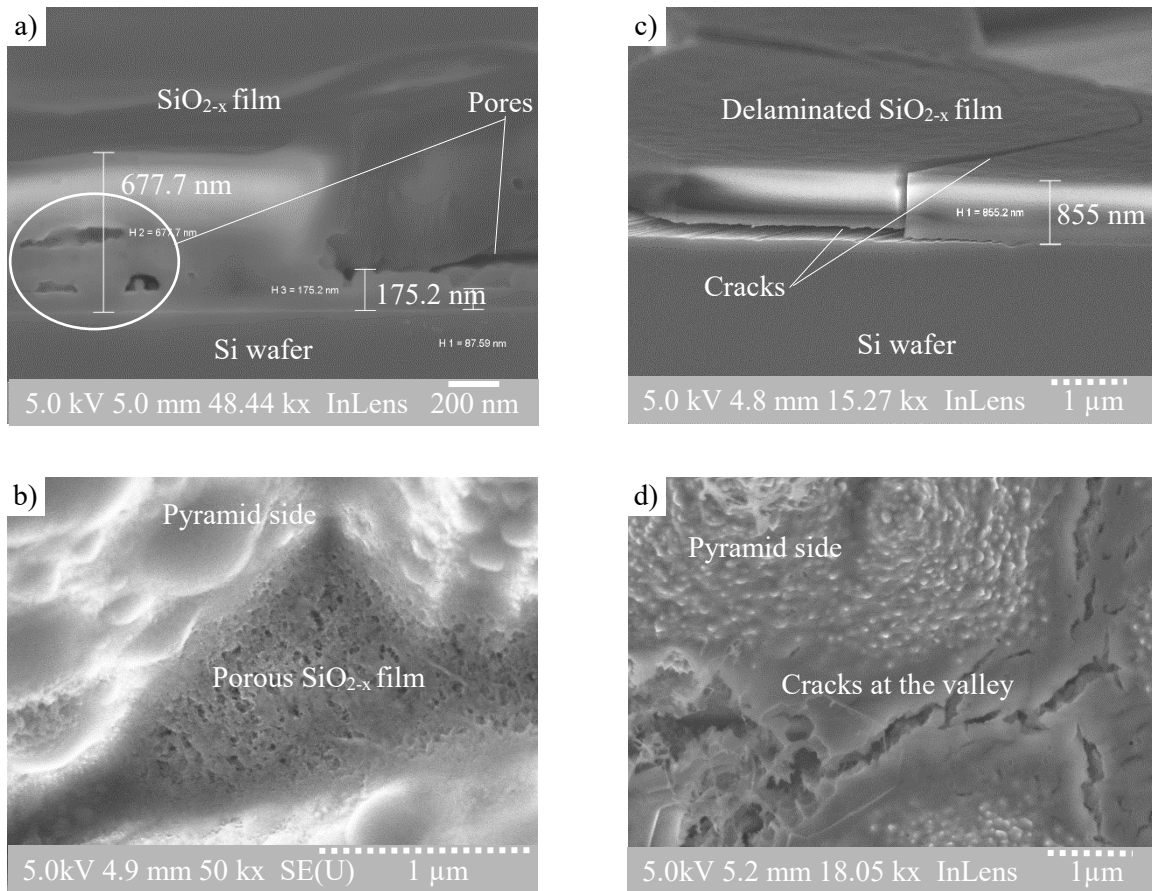 a)
SiO2-x film
Pores
677.7 nm
H 2 = 677.7 nm
H 3 = 175.2 nm
175.2 nm
Si wafer
H 1 = 87.59 nm
5.0 kV 5.0 mm 48.44 kx InLens 200 nm
c)
Delaminated SiO2-x film
H 1 = 855.2 nm
855 nm
Cracks
Si wafer
5.0 kV 4.8 mm 15.27 kx InLens 1 µm
b)
Pyramid side
Porous SiO2-x film
5.0kV 4.9 mm 50 kx SE(U) 1 µm
d)
Pyramid side
Cracks at the valley
5.0kV 5.2 mm 18.05 kx InLens 1µm